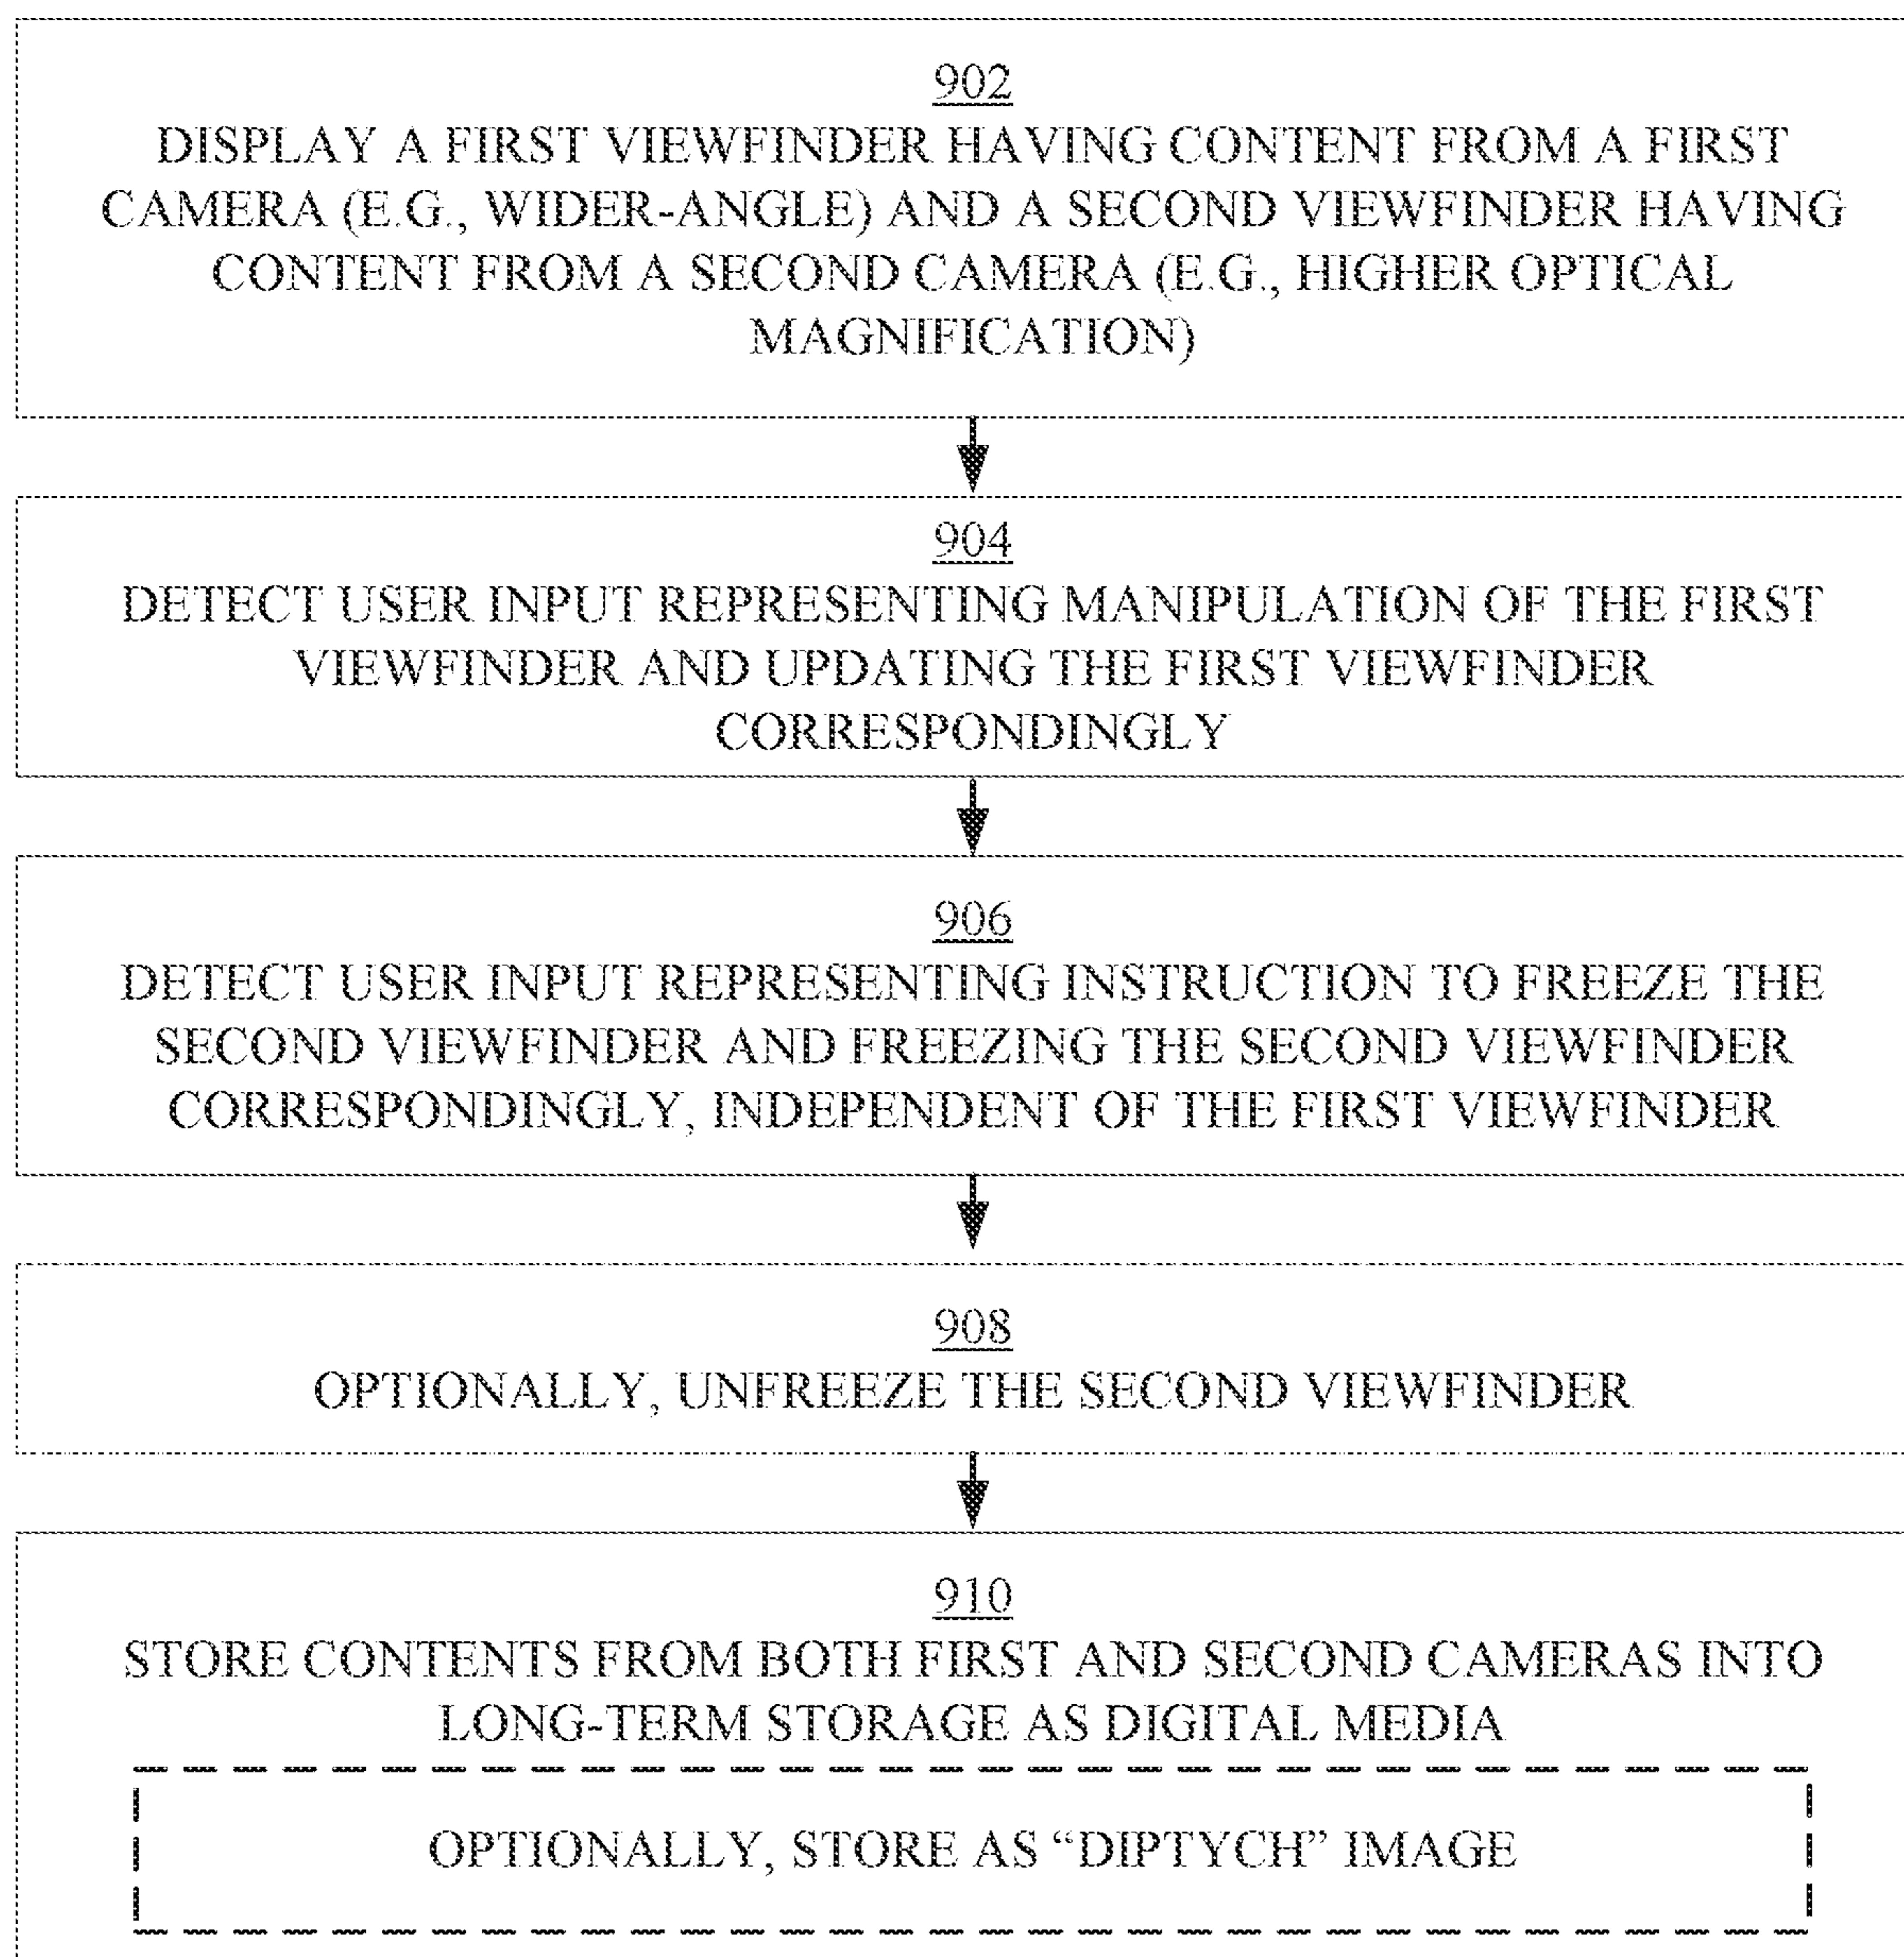 902
DISPLAY A FIRST VIEWFINDER HAVING CONTENT FROM A FIRST
CAMERA (E.G., WIDER-ANGLE) AND A SECOND VIEWFINDER HAVING
CONTENT FROM A SECOND CAMERA (E.G., HIGHER OPTICAL
MAGNIFICATION)
904
DETECT USER INPUT REPRESENTING MANIPULATION OF THE FIRST
VIEWFINDER AND UPDATING THE FIRST VIEWFINDER
CORRESPONDINGLY
906
DETECT USER INPUT REPRESENTING INSTRUCTION TO FREEZE THE
SECOND VIEWFINDER AND FREEZING THE SECOND VIEWFINDER
CORRESPONDINGLY, INDEPENDENT OF THE FIRST VIEWFINDER
908
OPTIONALLY, UNFREEZE THE SECOND VIEWFINDER
910
STORE CONTENTS FROM BOTH FIRST AND SECOND CAMERAS INTO
LONG-TERM STORAGE AS DIGITAL MEDIA
OPTIONALLY, STORE AS “DIPTYCH” IMAGE